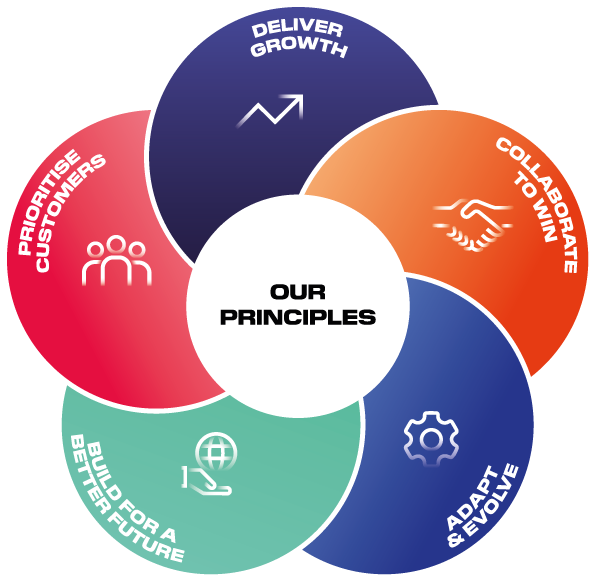 DELIVER
GROWTH
COLLABORATE
TO WIN
ADAPT
& EVOLVE
BUILD FOR A
BETTER FUTURE
PRIORITISE
CUSTOMERS
OUR
PRINCIPLES